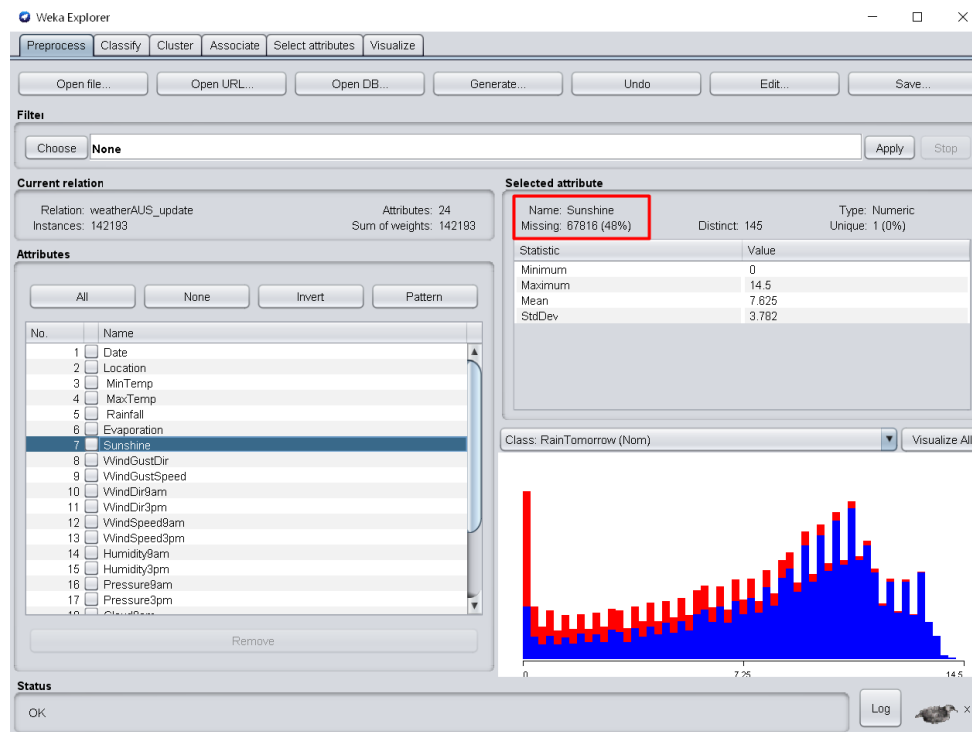 Weka Explorer
Preprocess Classify Cluster Associate Select attributes Visualize
Open file... Open URL... Open DB... Generate... Undo Edit... Save...
Filter
Choose None Apply Stop
Current relation
Relation: weatherAUS_update Attributes: 24
Instances: 142193 Sum of weights: 142193
Selected attribute
Name: Sunshine Type: Numeric
Missing: 67816 (48%) Distinct: 145 Unique: 1 (0%)
Statistic Value
Minimum 0
Maximum 14.5
Mean 7.625
StdDev 3.782
Attributes
All None Invert Pattern
No. Name
1 Date
2 Location
3 MinTemp
4 MaxTemp
5 Rainfall
6 Evaporation
7 Sunshine
8 WindGustDir
9 WindGustSpeed
10 WindDir9am
11 WindDir3pm
12 WindSpeed9am
13 WindSpeed3pm
14 Humidity9am
15 Humidity3pm
16 Pressure9am
17 Pressure3pm
18 Cloud9am
Remove
Class: RainTomorrow (Nom) Visualize All
0 7.25 14.5
Status
OK Log x